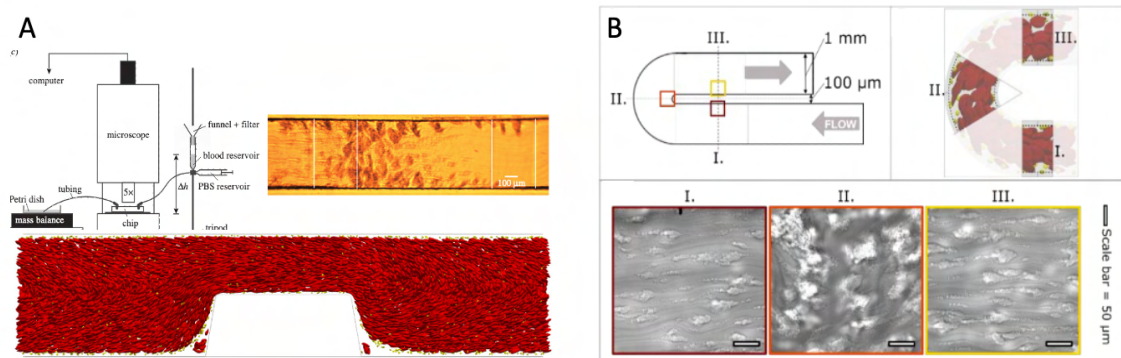 A
c)
computer
microscope
funnel + filter
blood reservoir
tubing
5×
Δh
PBS reservoir
Petri dish
mass balance
chip
tripod
100 µm
B
III.
1 mm
100 µm
II.
FLOW
I.
III.
II.
I.
I.
II.
III.
Scale bar = 50 µm